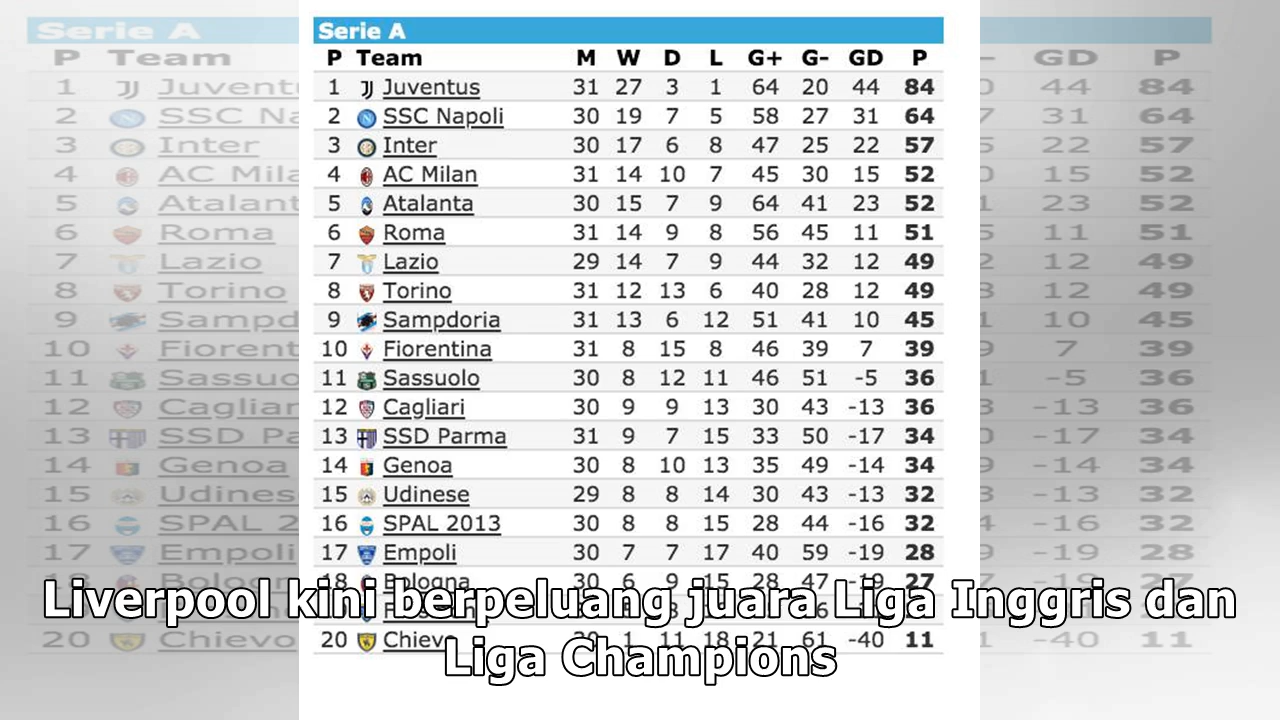 Serie A
P Team M W D L G+ G- GD P
1 Juventus 31 27 3 1 64 20 44 84
2 SSC Napoli 30 19 7 5 58 27 31 64
3 Inter 30 17 6 8 47 25 22 57
4 AC Milan 31 14 10 7 45 30 15 52
5 Atalanta 30 15 7 9 64 41 23 52
6 Roma 31 14 9 8 56 45 11 51
7 Lazio 29 14 7 9 44 32 12 49
8 Torino 31 12 13 6 40 28 12 49
9 Sampdoria 31 13 6 12 51 41 10 45
10 Fiorentina 31 8 15 8 46 39 7 39
11 Sassuolo 30 8 12 11 46 51 -5 36
12 Cagliari 30 9 9 13 30 43 -13 36
13 SSD Parma 31 9 7 15 33 50 -17 34
14 Genoa 30 8 10 13 35 49 -14 34
15 Udinese 29 8 8 14 30 43 -13 32
16 SPAL 2013 30 8 8 15 28 44 -16 32
17 Empoli 30 7 7 17 40 59 -19 28
18 Bologna 30 6 9 15 28 47 -19 27
Liverpool kini berpeluang juara Liga Inggris dan
20 Chievo 1 11 18 21 61 -40 11
Liga Champions